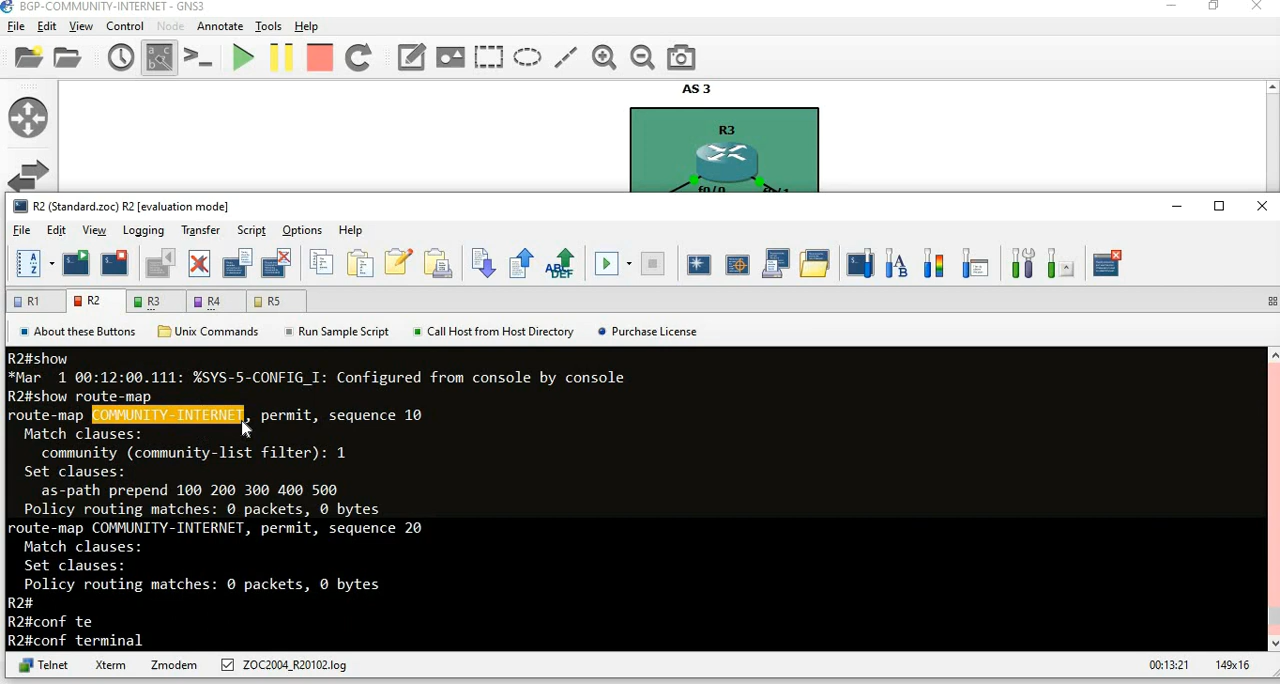 BGP-COMMUNITY-INTERNET - GNS3
File Edit View Control Node Annotate Tools Help
AS 3
R3
f0/0 f0/1
R2 (Standard.zoc) R2 [evaluation mode]
File Edit View Logging Transfer Script Options Help
R1 R2 R3 R4 R5
About these Buttons Unix Commands Run Sample Script Call Host from Host Directory Purchase License
R2#show
*Mar  1 00:12:00.111: %SYS-5-CONFIG_I: Configured from console by console
R2#show route-map
route-map COMMUNITY-INTERNET, permit, sequence 10
  Match clauses:
    community (community-list filter): 1
  Set clauses:
    as-path prepend 100 200 300 400 500
  Policy routing matches: 0 packets, 0 bytes
route-map COMMUNITY-INTERNET, permit, sequence 20
  Match clauses:
  Set clauses:
  Policy routing matches: 0 packets, 0 bytes
R2#
R2#conf te
R2#conf terminal
Telnet Xterm Zmodem ZOC2004_R20102.log 00:13:21 149x16